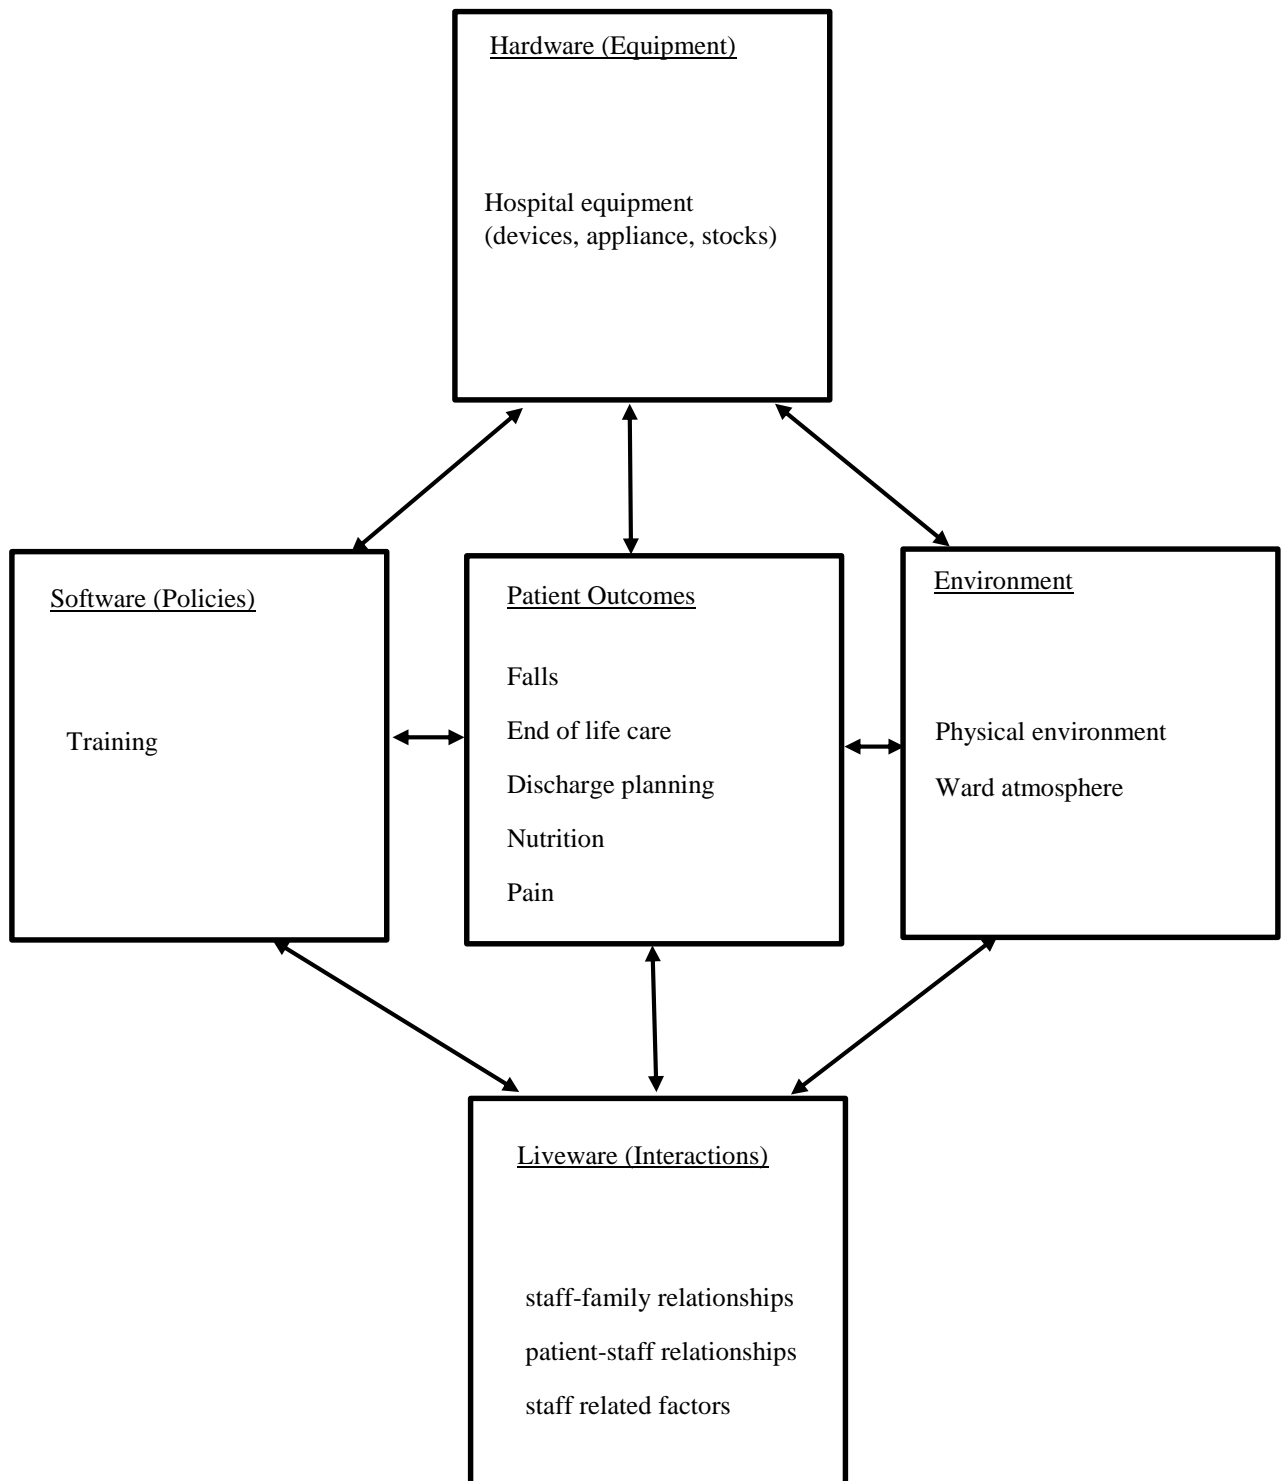 Hardware (Equipment)
Hospital equipment
(devices, appliance, stocks)
Software (Policies)
Training
Patient Outcomes
Falls
End of life care
Discharge planning
Nutrition
Pain
Environment
Physical environment
Ward atmosphere
Liveware (Interactions)
staff-family relationships
patient-staff relationships
staff related factors